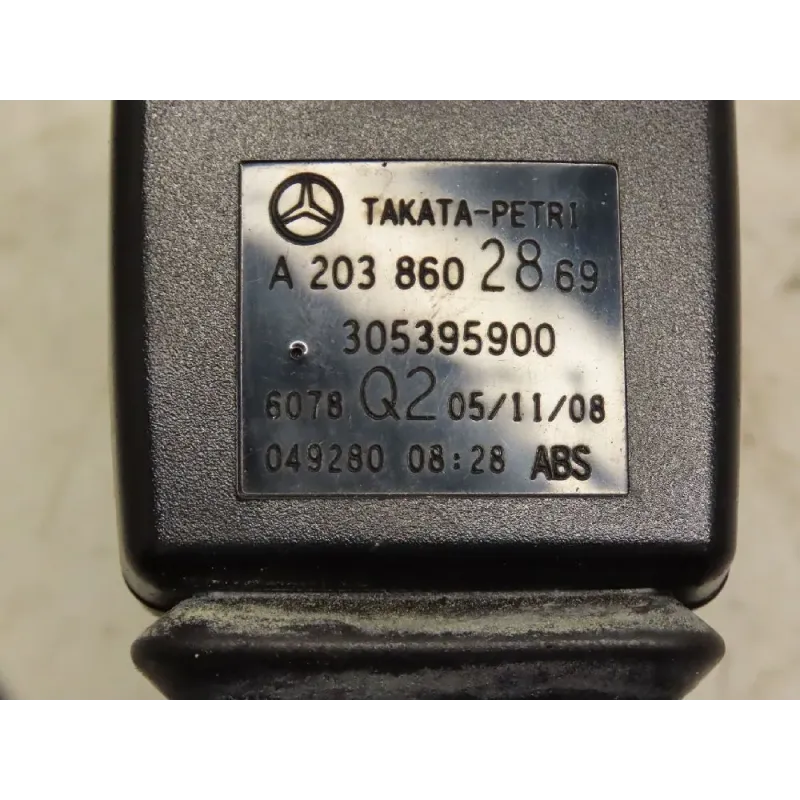 TAKATA-PETRI
A 203 860 28 69
305395900
6078 Q2 05/11/08
049280 08:28 ABS